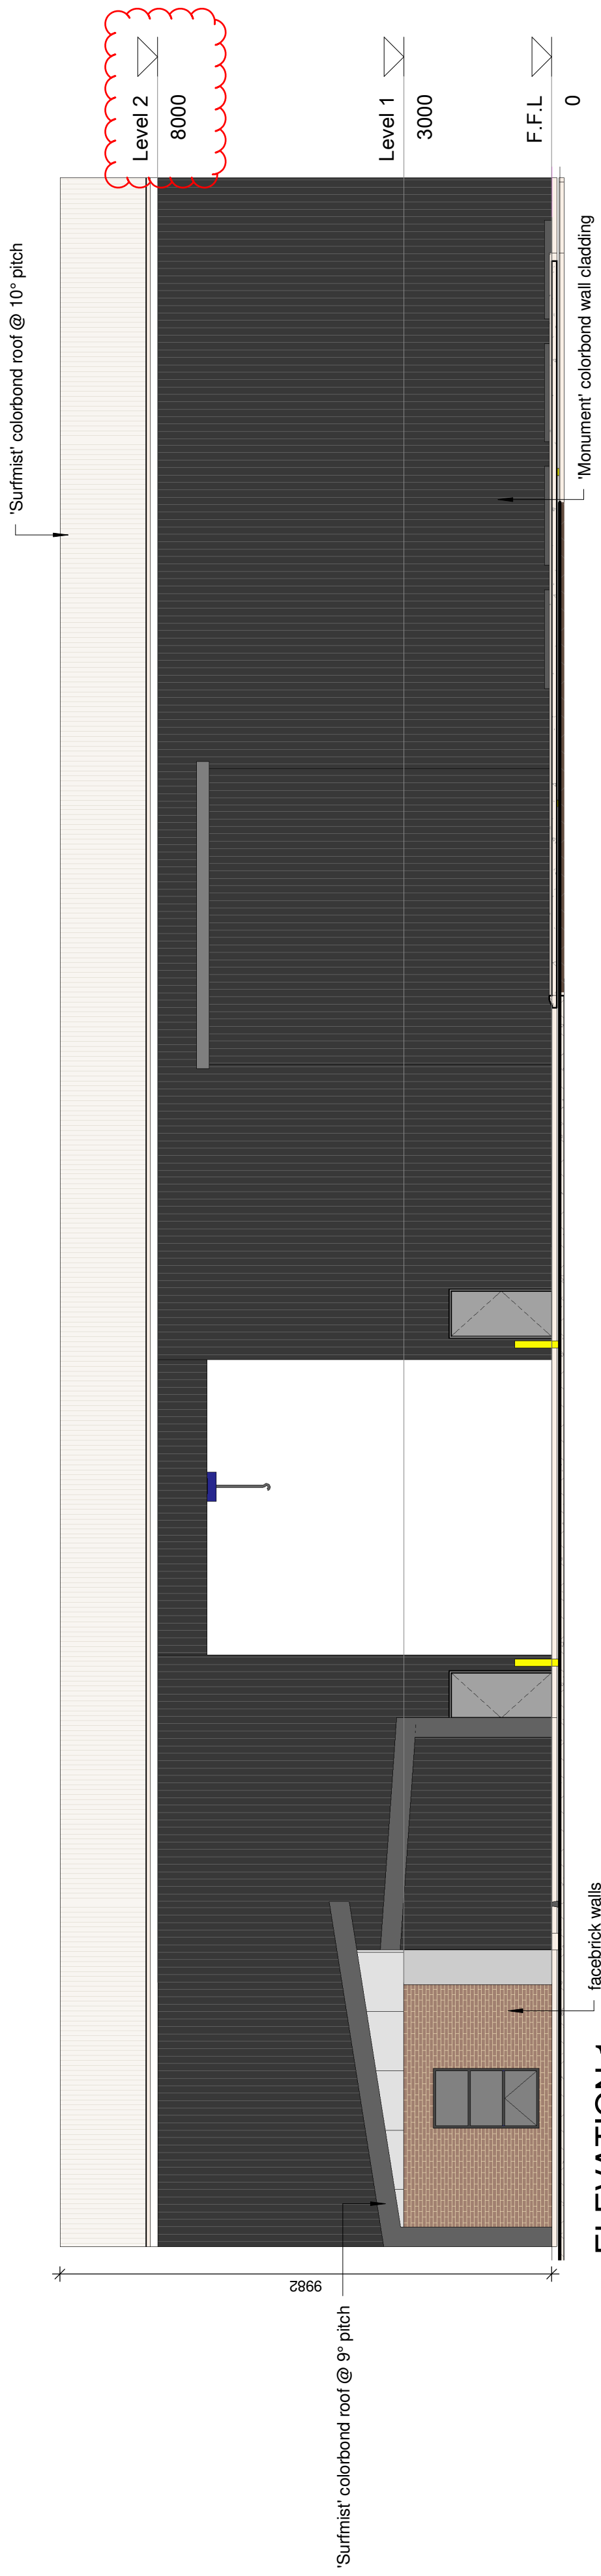 'Surfmist' colorbond roof @ 10° pitch
Level 2
8000
Level 1
3000
F.F.L
0
'Monument' colorbond wall cladding
9982
'Surfmist' colorbond roof @ 9° pitch
facebrick walls